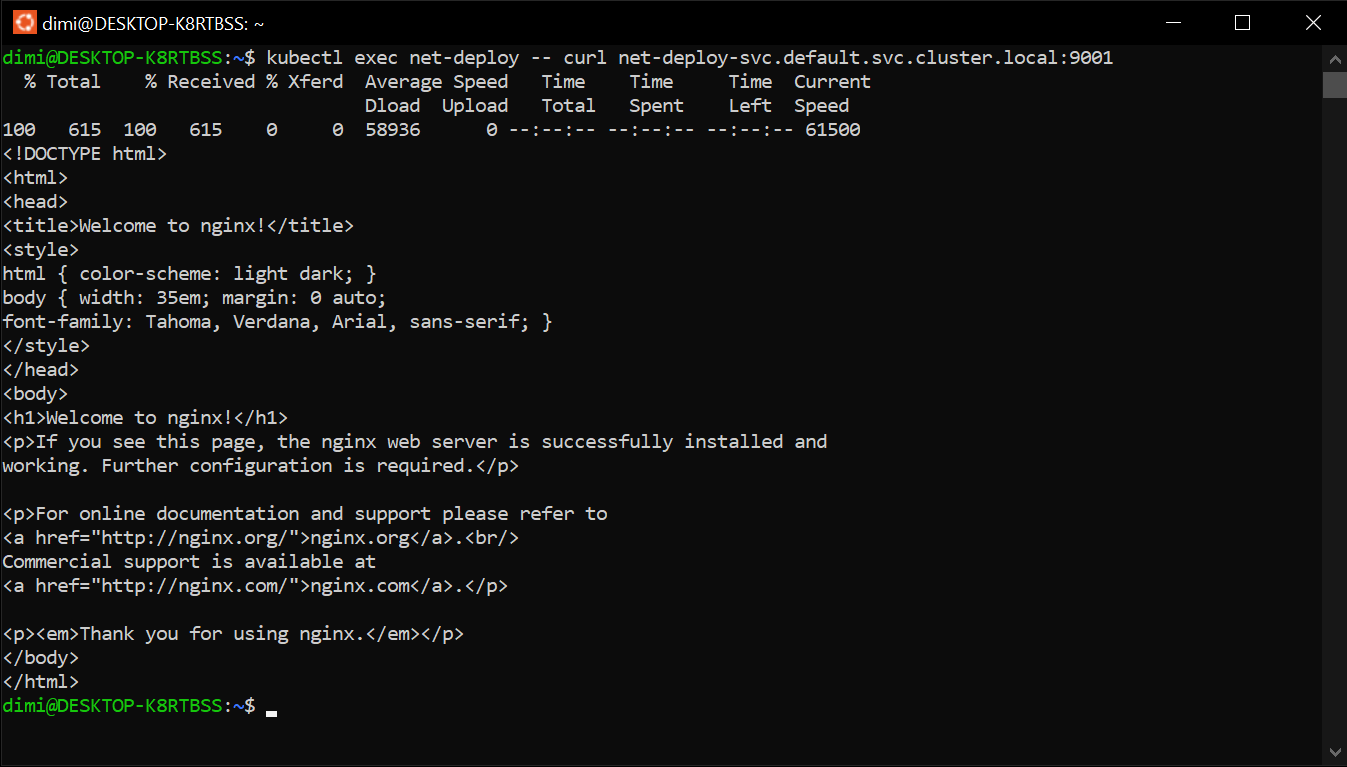 dimi@DESKTOP-K8RTBSS: ~
dimi@DESKTOP-K8RTBSS:~$ kubectl exec net-deploy -- curl net-deploy-svc.default.svc.cluster.local:9001
  % Total    % Received % Xferd  Average Speed   Time    Time     Time  Current
                                 Dload  Upload   Total   Spent    Left  Speed
100   615  100   615    0     0  58936      0 --:--:-- --:--:-- --:--:-- 61500
<!DOCTYPE html>
<html>
<head>
<title>Welcome to nginx!</title>
<style>
html { color-scheme: light dark; }
body { width: 35em; margin: 0 auto;
font-family: Tahoma, Verdana, Arial, sans-serif; }
</style>
</head>
<body>
<h1>Welcome to nginx!</h1>
<p>If you see this page, the nginx web server is successfully installed and
working. Further configuration is required.</p>

<p>For online documentation and support please refer to
<a href="http://nginx.org/">nginx.org</a>.<br/>
Commercial support is available at
<a href="http://nginx.com/">nginx.com</a>.</p>

<p><em>Thank you for using nginx.</em></p>
</body>
</html>
dimi@DESKTOP-K8RTBSS:~$